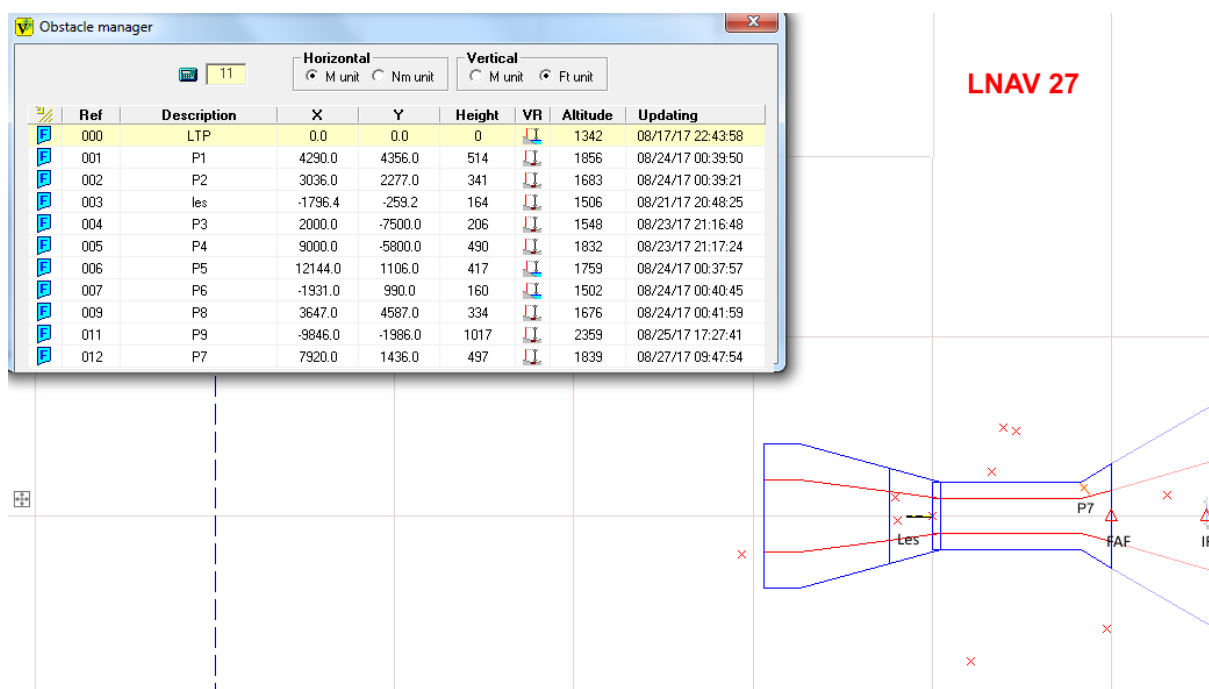 Obstacle manager
Horizontal Vertical
11 M unit Nm unit M unit Ft unit
LNAV 27
Ref Description X Y Height VR Altitude Updating
F 000 LTP 0.0 0.0 0 1342 08/17/17 22:43:58
F 001 P1 4290.0 4356.0 514 1856 08/24/17 00:39:50
F 002 P2 3036.0 2277.0 341 1683 08/24/17 00:39:21
F 003 les -1796.4 -259.2 164 1506 08/21/17 20:48:25
F 004 P3 2000.0 -7500.0 206 1548 08/23/17 21:16:48
F 005 P4 9000.0 -5800.0 490 1832 08/23/17 21:17:24
F 006 P5 12144.0 1106.0 417 1759 08/24/17 00:37:57
F 007 P6 -1931.0 990.0 160 1502 08/24/17 00:40:45
F 009 P8 3647.0 4587.0 334 1676 08/24/17 00:41:59
F 011 P9 -9846.0 -1986.0 1017 2359 08/25/17 17:27:41
F 012 P7 7920.0 1436.0 497 1839 08/27/17 09:47:54
P7
Les FAF